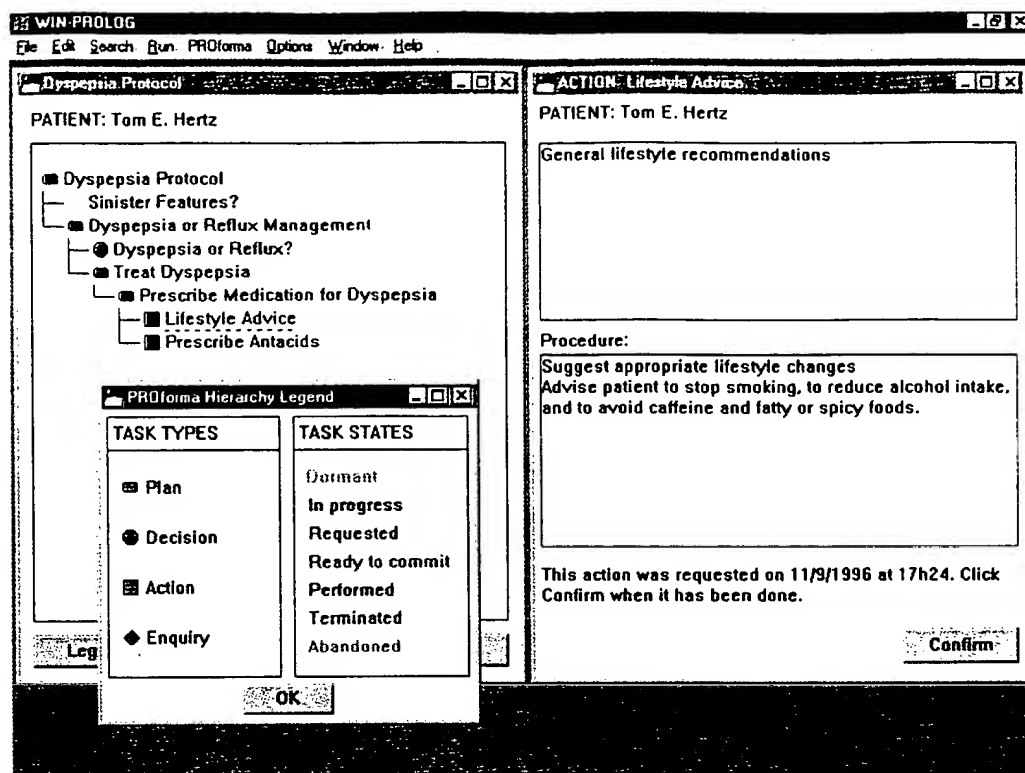 WIN-PROLOG
File Edit Search Run PROforma Options Window Help
Dyspepsia Protocol
PATIENT: Tom E. Hertz
Dyspepsia Protocol
Sinister Features?
Dyspepsia or Reflux Management
Dyspepsia or Reflux?
Treat Dyspepsia
Prescribe Medication for Dyspepsia
Lifestyle Advice
Prescribe Antacids
PROforma Hierarchy Legend
TASK TYPES
Plan
Decision
Action
Enquiry
TASK STATES
Dormant
In progress
Requested
Ready to commit
Performed
Terminated
Abandoned
Leg
OK
ACTION: Lifestyle Advice
PATIENT: Tom E. Hertz
General lifestyle recommendations
Procedure:
Suggest appropriate lifestyle changes
Advise patient to stop smoking, to reduce alcohol intake,
and to avoid caffeine and fatty or spicy foods.
This action was requested on 11/9/1996 at 17h24. Click
Confirm when it has been done.
Confirm